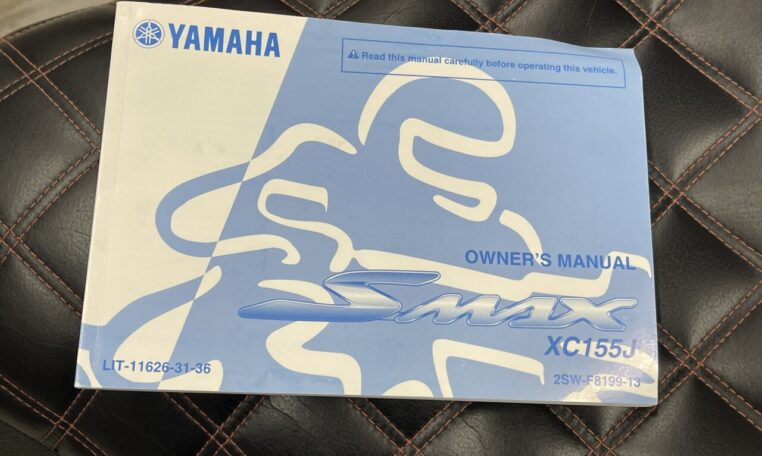 YAMAHA
⚠ Read this manual carefully before operating this vehicle.
OWNER'S MANUAL
SMAX
XC155J
LIT-11626-31-36
2SW-F8199-13